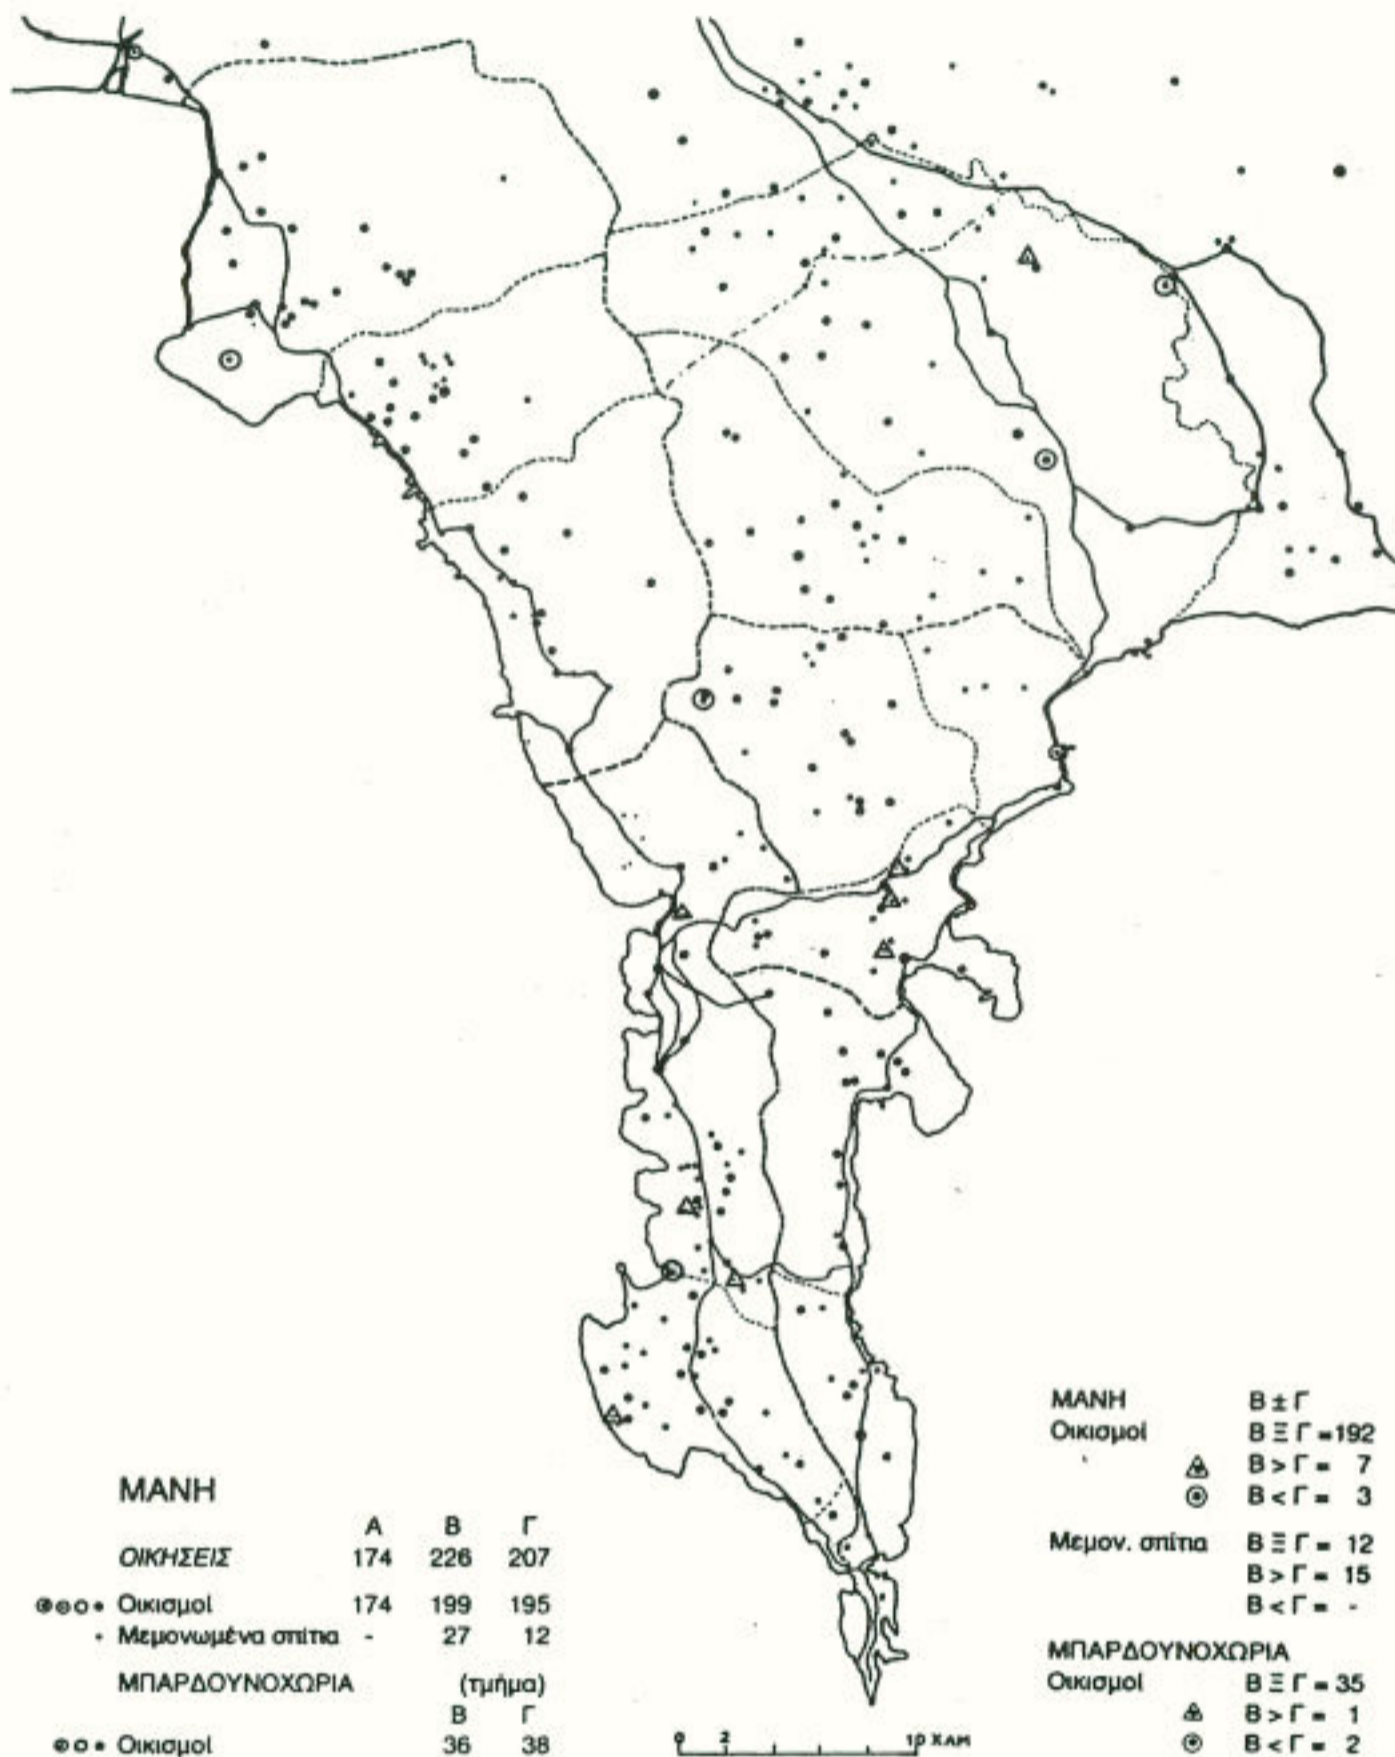 ΜΑΝΗ
Α Β Γ
ΟΙΚΗΣΕΙΣ 174 226 207
Οικισμοί 174 199 195
Μεμονωμένα σπίτια - 27 12
ΜΠΑΡΔΟΥΝΟΧΩΡΙΑ (τμήμα)
Β Γ
Οικισμοί 36 38
0 2 10 ΧΛΜ
ΜΑΝΗ Β ± Γ
Οικισμοί Β Ξ Γ = 192
Β > Γ = 7
Β < Γ = 3
Μεμον. σπίτια Β Ξ Γ = 12
Β > Γ = 15
Β < Γ = -
ΜΠΑΡΔΟΥΝΟΧΩΡΙΑ
Οικισμοί Β Ξ Γ = 35
Β > Γ = 1
Β < Γ = 2